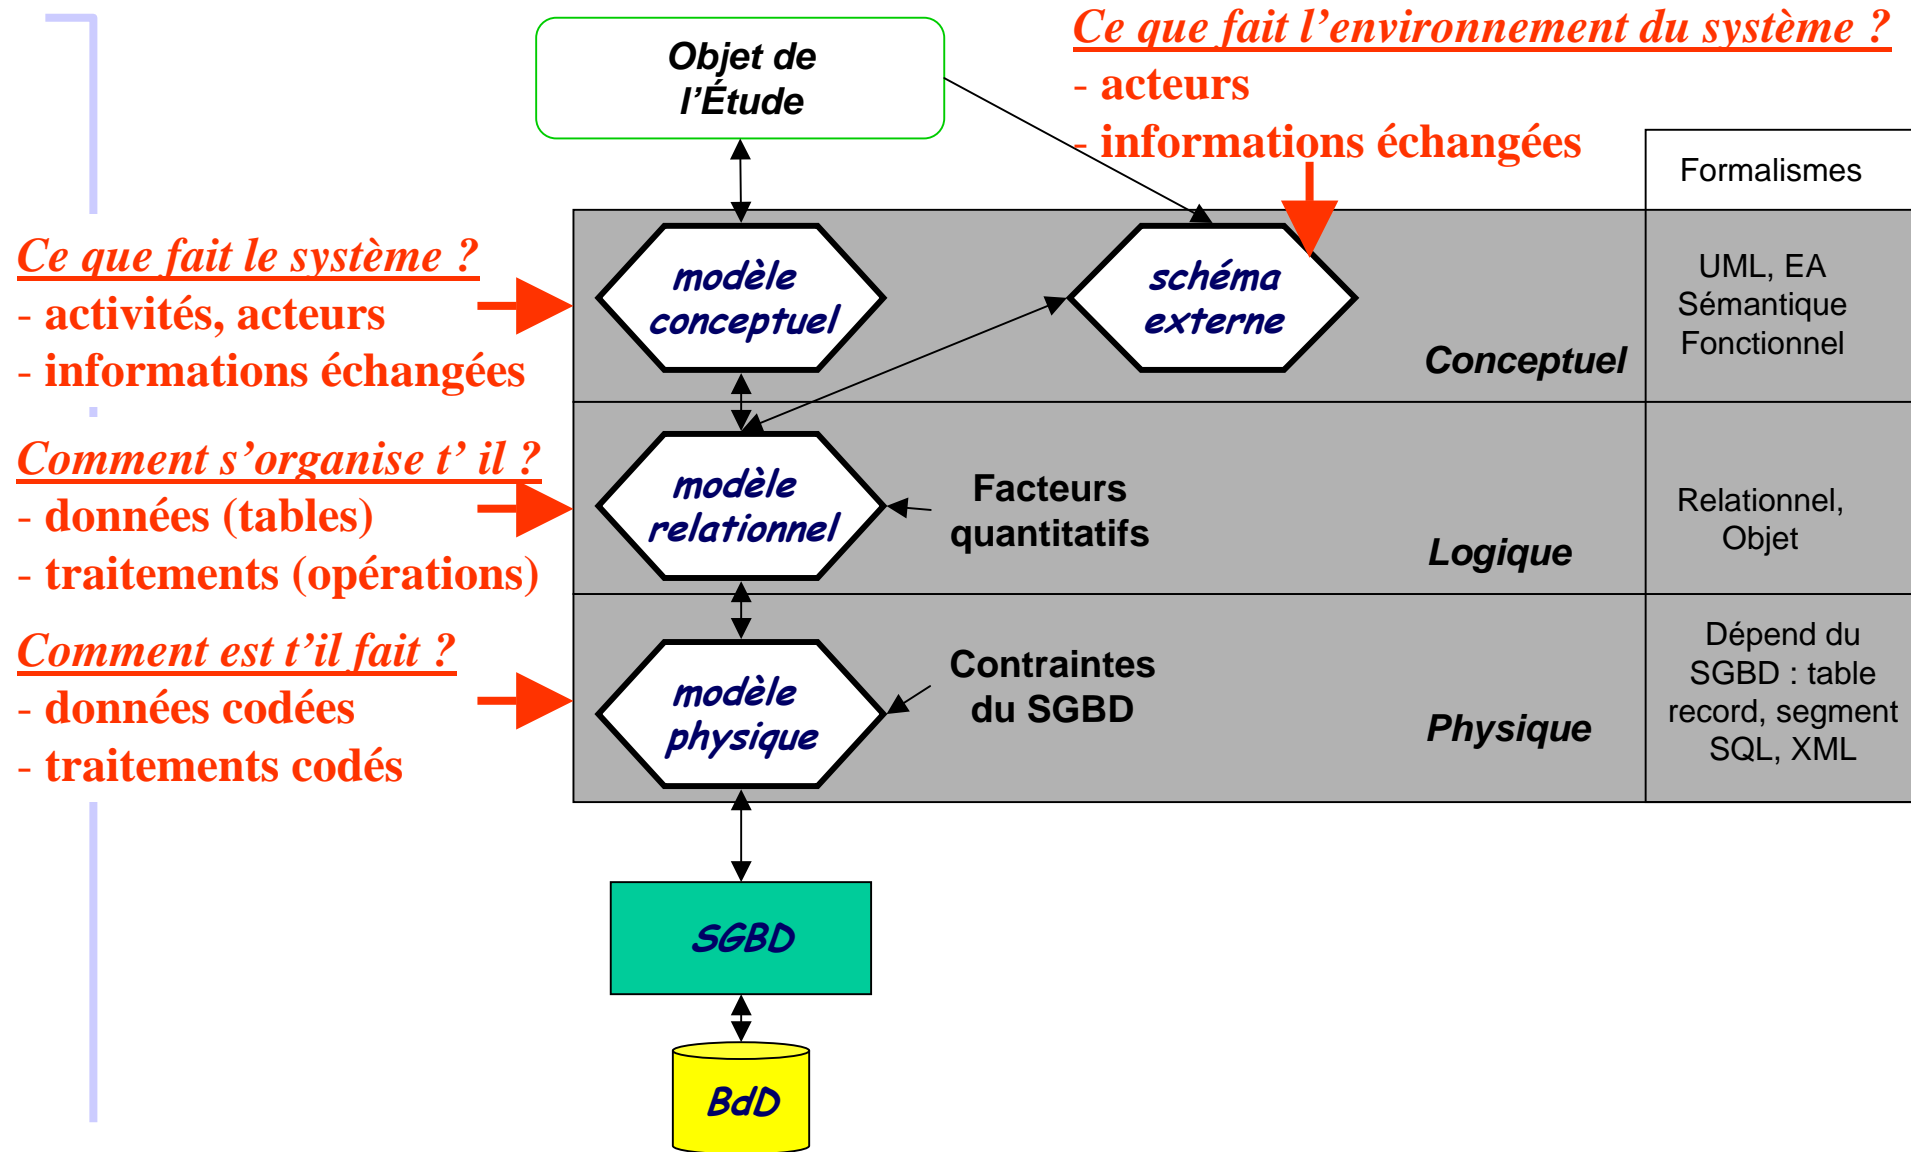 Objet de
l’Étude
Ce que fait l’environnement du système ?
- acteurs
- informations échangées
Formalismes
Ce que fait le système ?
- activités, acteurs
- informations échangées
modèle
conceptuel
schéma
externe
Conceptuel
UML, EA
Sémantique
Fonctionnel
Comment s’organise t’ il ?
- données (tables)
- traitements (opérations)
modèle
relationnel
Facteurs
quantitatifs
Logique
Relationnel,
Objet
Comment est t’il fait ?
- données codées
- traitements codés
modèle
physique
Contraintes
du SGBD
Physique
Dépend du
SGBD : table
record, segment
SQL, XML
SGBD
BdD